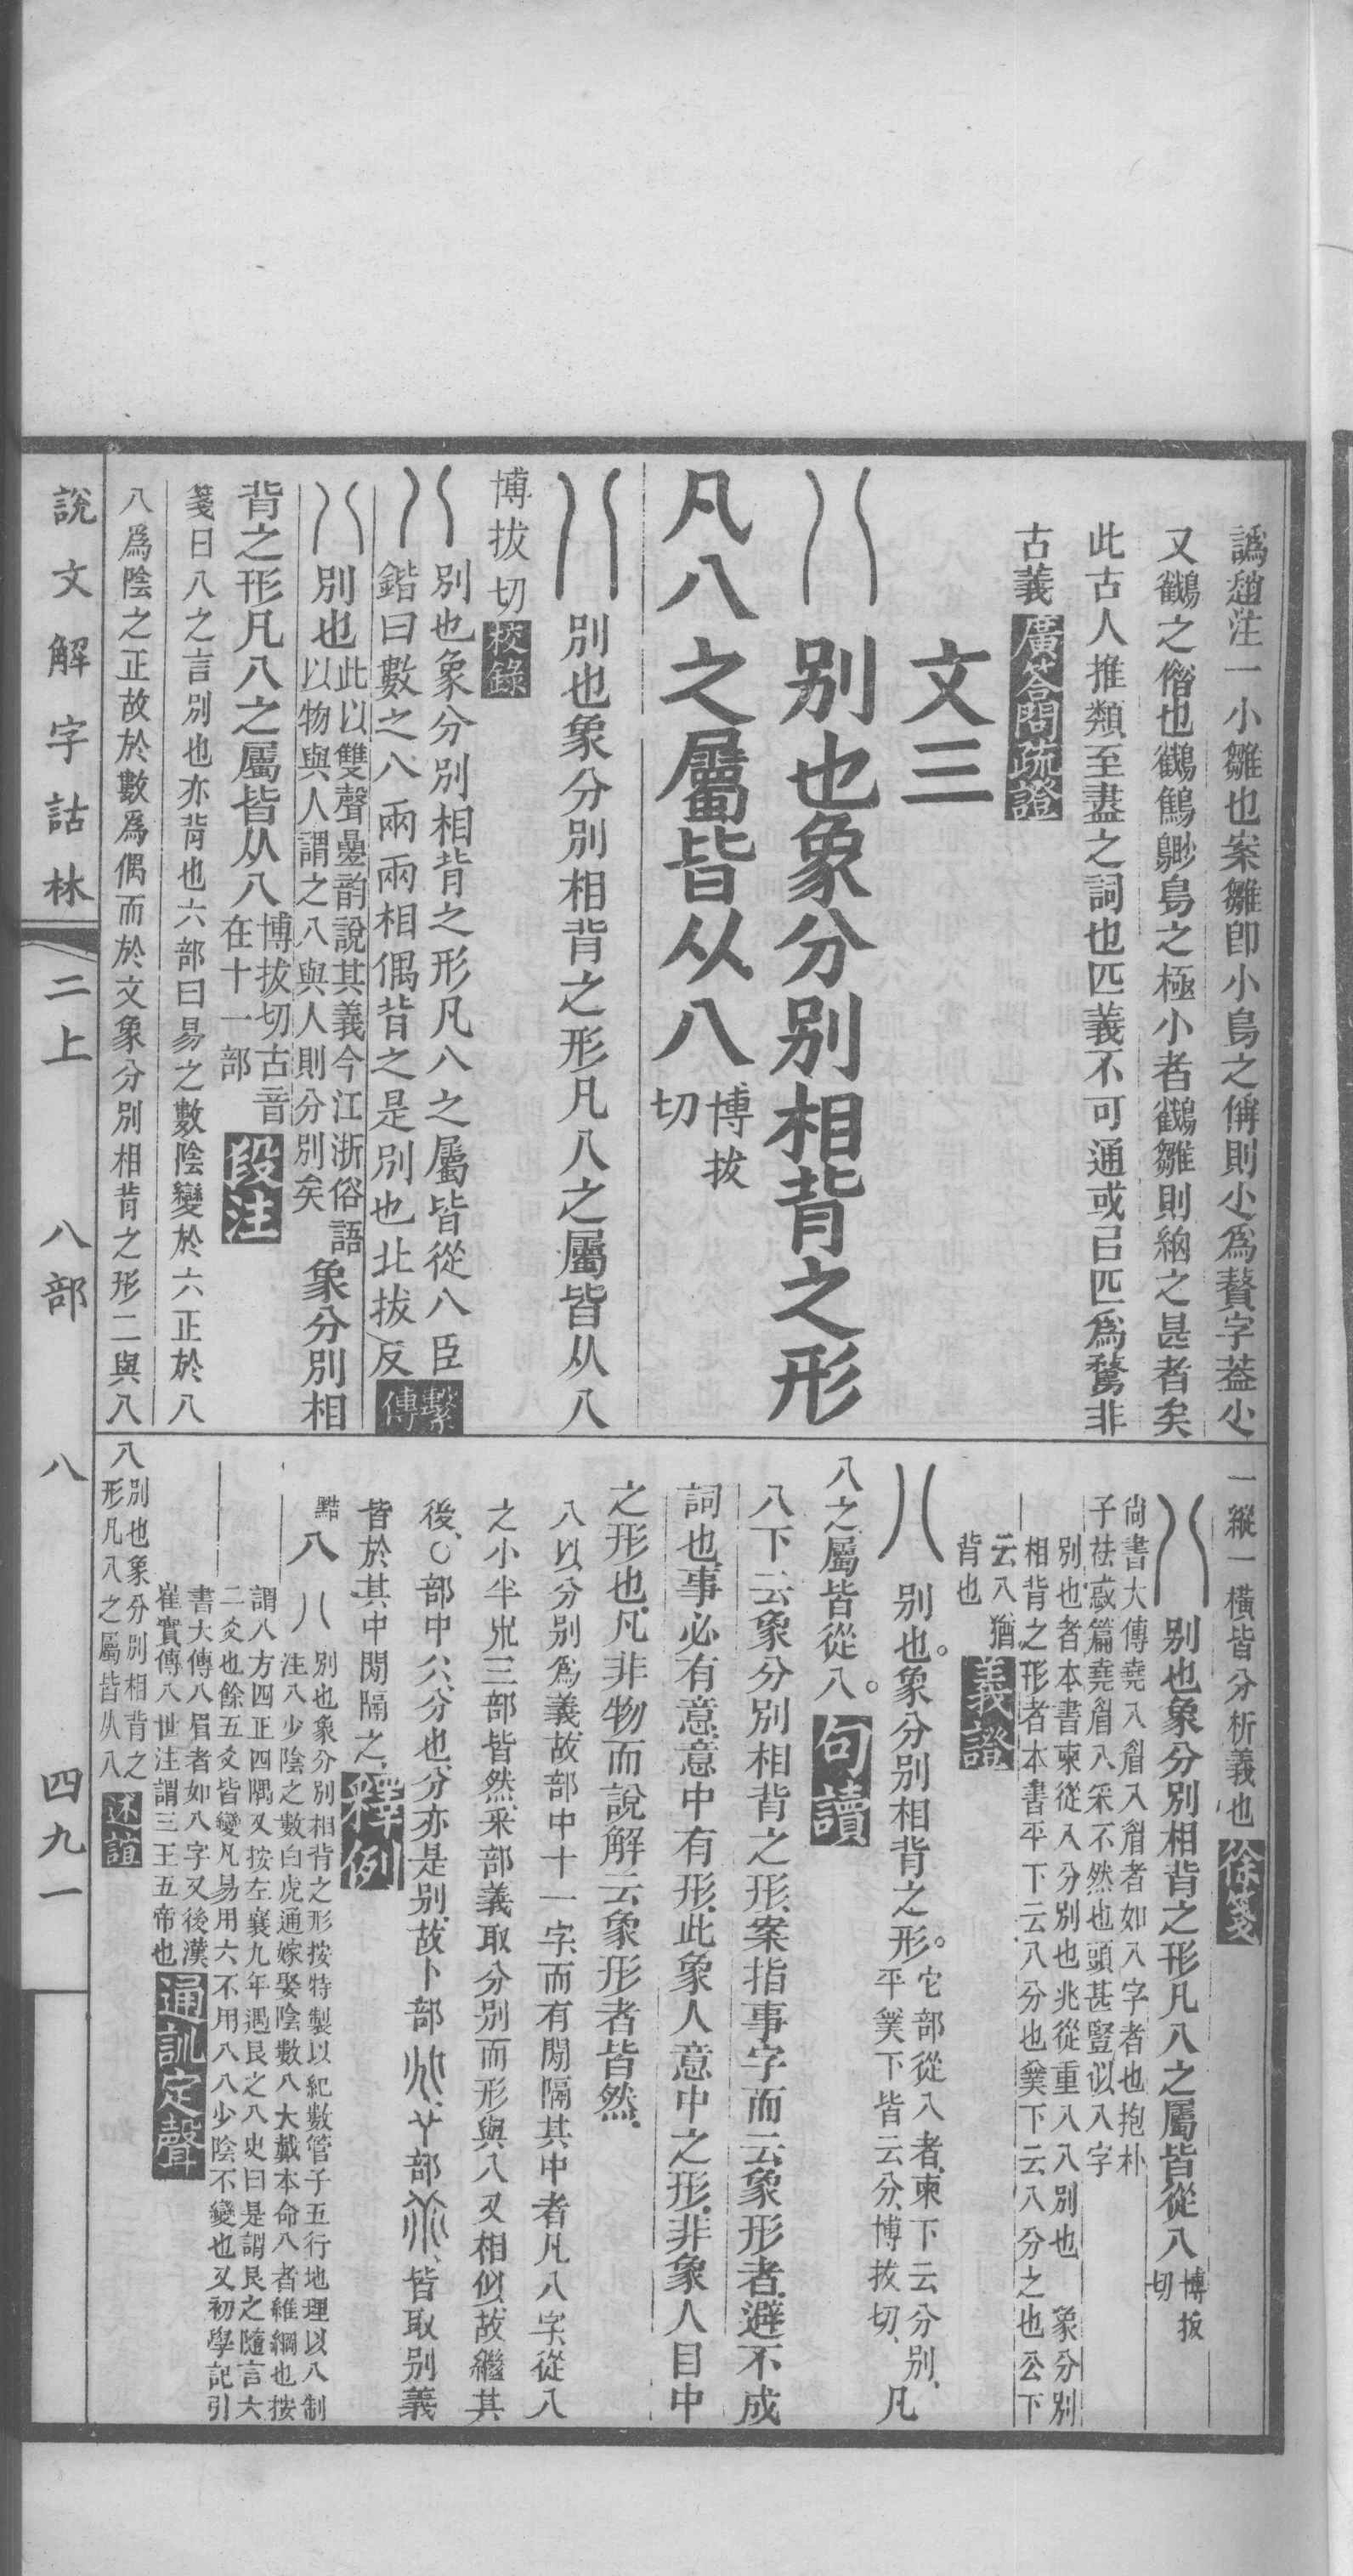 譌趙注一小雛也案雛卽小鳥之偁則尐爲贅字葢尐
又鸛之俗也鸛鷦鷯鳥之極小者鸛雛則細之甚者矣
此古人推類至盡之詞也匹義不可通或㠯匹爲鶩非
古義 廣荅問疏證
文三
別也象分別相背之形
凡八之屬皆从八 博拔切
別也象分別相背之形凡八之屬皆从八
博拔切 校錄
別也象分別相背之形凡八之屬皆從八臣
鍇曰數之八兩兩相偶背之是別也北拔反 繫傳
別也 此以雙聲曡韵說其義今江浙俗語以物與人謂之八與人則分別矣 象分別相
背之形凡八之屬皆从八 博拔切古音在十一部 段注
箋曰八之言別也亦背也六部曰易之數陰變於六正於八
八爲陰之正故於數爲偶而於文象分別相背之形二與八
一縱一橫皆分析義也 徐箋
別也象分別相背之形凡八之屬皆從八 博拔切
尙書大傳堯八眉八眉者如八字者也抱朴
子祛惑篇堯眉八采不然也頭甚豎似八字
別也者本書柬從八分別也兆從重八八別也 象分別
相背之形者本書平下云八分也䇑下云八分之也公下
云八猶背也 義證
別也。象分別相背之形。 它部從八者、柬下云分別、平䇑下皆云分、博拔切、 凡
八之屬皆從八。 句讀
八下云象分別相背之形、案指事字而云象形者、避不成
詞也、事必有意、意中有形、此象人意中之形、非象人目中
之形也、凡非物而說解云象形者皆然、
八以分別爲義、故部中十一字、而有閒隔其中者凡八字、從八
之小半㸚三部皆然、釆部義取分別、而形與八又相似、故繼其
後、○部中㕣、分也、分亦是別、故卜部𠔁、𠁥部𠔁、皆取別義
皆於其中閒隔之、 釋例
黠八 別也象分別相背之形按特製以紀數管子五行地理以八制
注八少陰之數白虎通嫁娶陰數八大戴本命八者維綱也按
謂八方四正四隅又按左襄九年遇艮之八史曰是謂艮之隨言大
二爻也餘五爻皆變凡易用六不用八八少陰不變也又初學記引
書大傳八眉者如八字又後漢
崔實傳八世注謂三王五帝也 通訓定聲
八 別也象分別相背之形凡八之屬皆从八 述誼
說文解字詁林 二上 八部 八 四九一